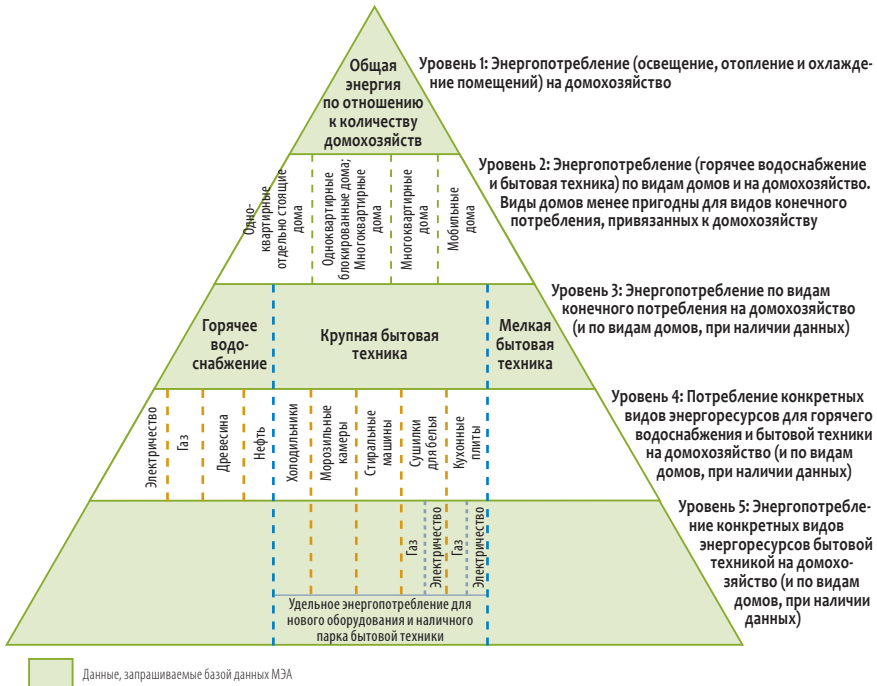 Общая
энергия
по отношению
к количеству
домохозяйств
Уровень 1: Энергопотребление (освещение, отопление и охлажде-
ние помещений) на домохозяйство
Одно-
квартирные
отдельно стоящие
дома
Одноквартирные
блокированные дома;
Многоквартирные
дома
Многоквартирные
дома
Мобильные
дома
Уровень 2: Энергопотребление (горячее водоснабжение
и бытовая техника) по видам домов и на домохозяйство.
Виды домов менее пригодны для видов конечного
потребления, привязанных к домохозяйству
Горячее
водо-
снабжение
Крупная бытовая
техника
Мелкая
бытовая
техника
Уровень 3: Энергопотребление по видам
конечного потребления на домохозяйство
(и по видам домов, при наличии данных)
Электричество
Газ
Древесина
Нефть
Холодильники
Морозильные
камеры
Стиральные
машины
Сушилки
для белья
Кухонные
плиты
Уровень 4: Потребление конкретных
видов энергоресурсов для горячего
водоснабжения и бытовой техники
на домохозяйство (и по видам
домов, при наличии данных)
Газ
Электричество
Газ
Электричество
Удельное энергопотребление для
нового оборудования и наличного
парка бытовой техники
Уровень 5: Энергопотребле-
ние конкретных видов
энергоресурсов бытовой
техникой на домохо-
зяйство (и по видам
домов, при наличии
данных)
Данные, запрашиваемые базой данных МЭА